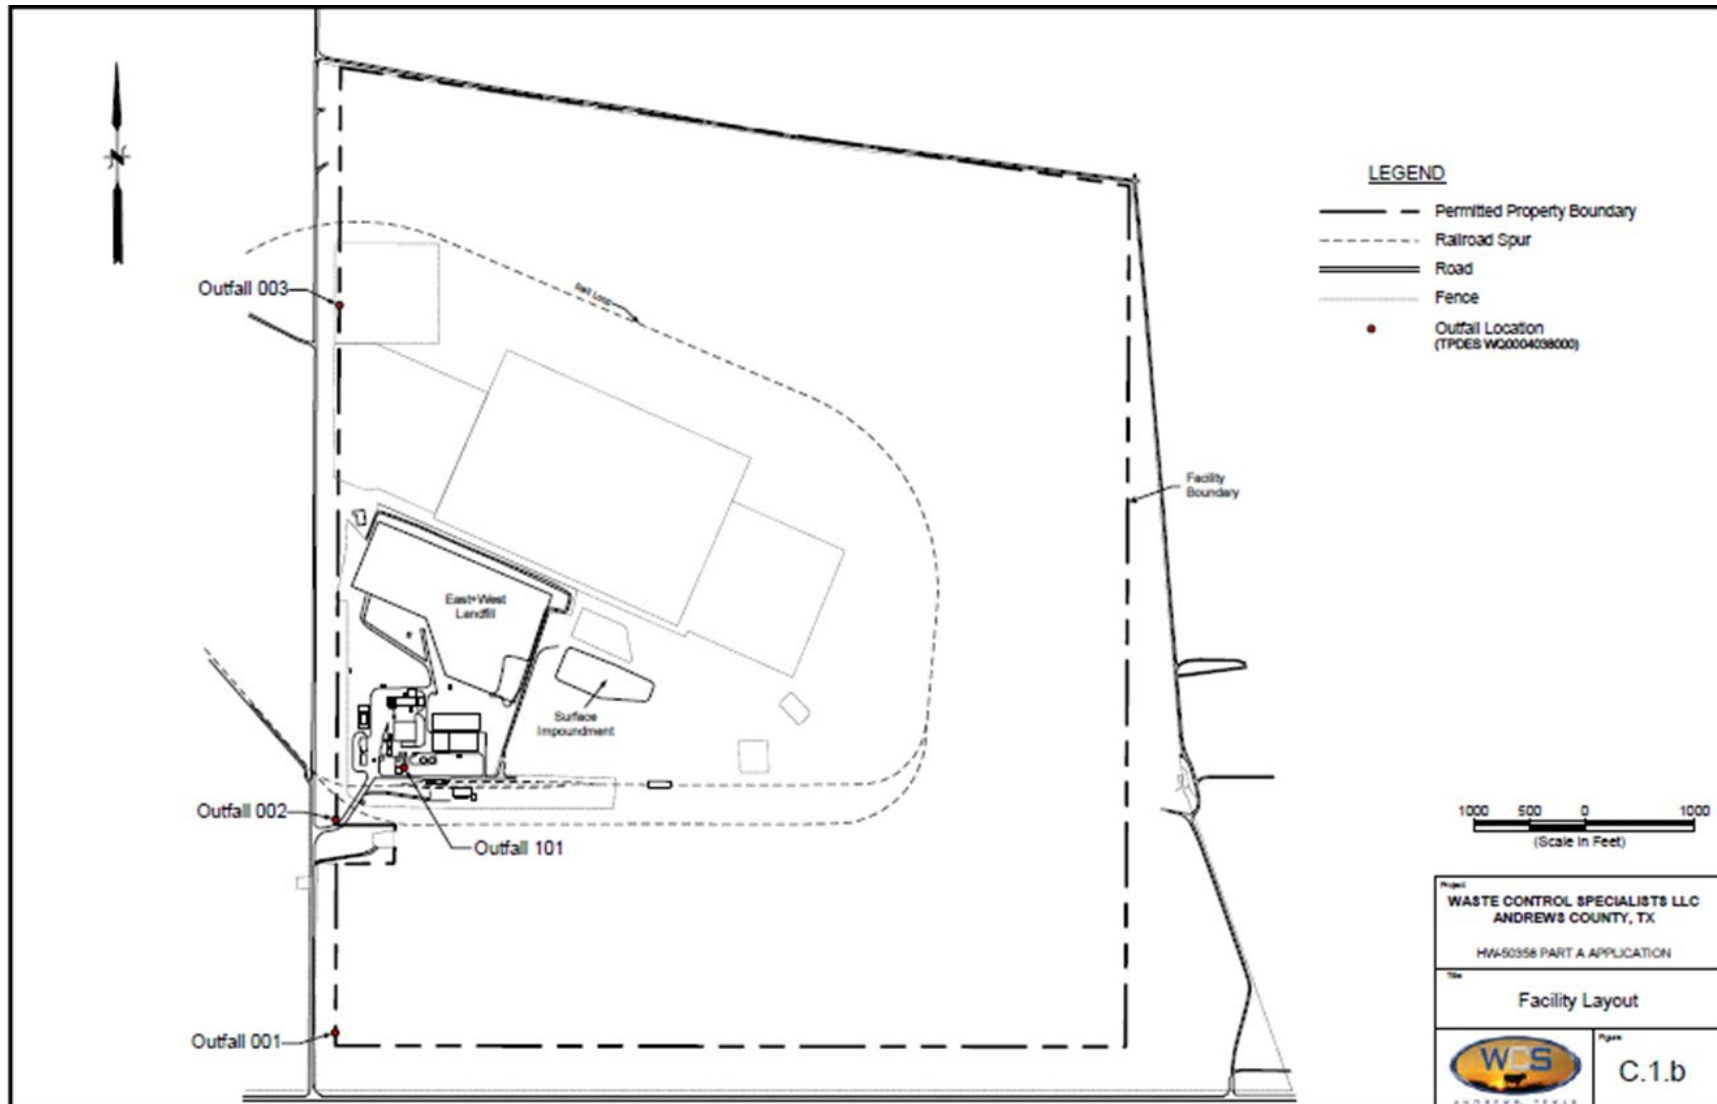 N
LEGEND
Permitted Property Boundary
Railroad Spur
Road
Fence
Outfall Location
(TPDES WQ0004038000)
Outfall 003
Rail Loop
Facility
Boundary
East+West
Landfill
Surface
Impoundment
Outfall 002
Outfall 101
Outfall 001
1000 500 0 1000
(Scale In Feet)
Project
WASTE CONTROL SPECIALISTS LLC
ANDREWS COUNTY, TX
HW-50358 PART A APPLICATION
Title
Facility Layout
Figure
C.1.b
WCS
ANDREWS, TEXAS